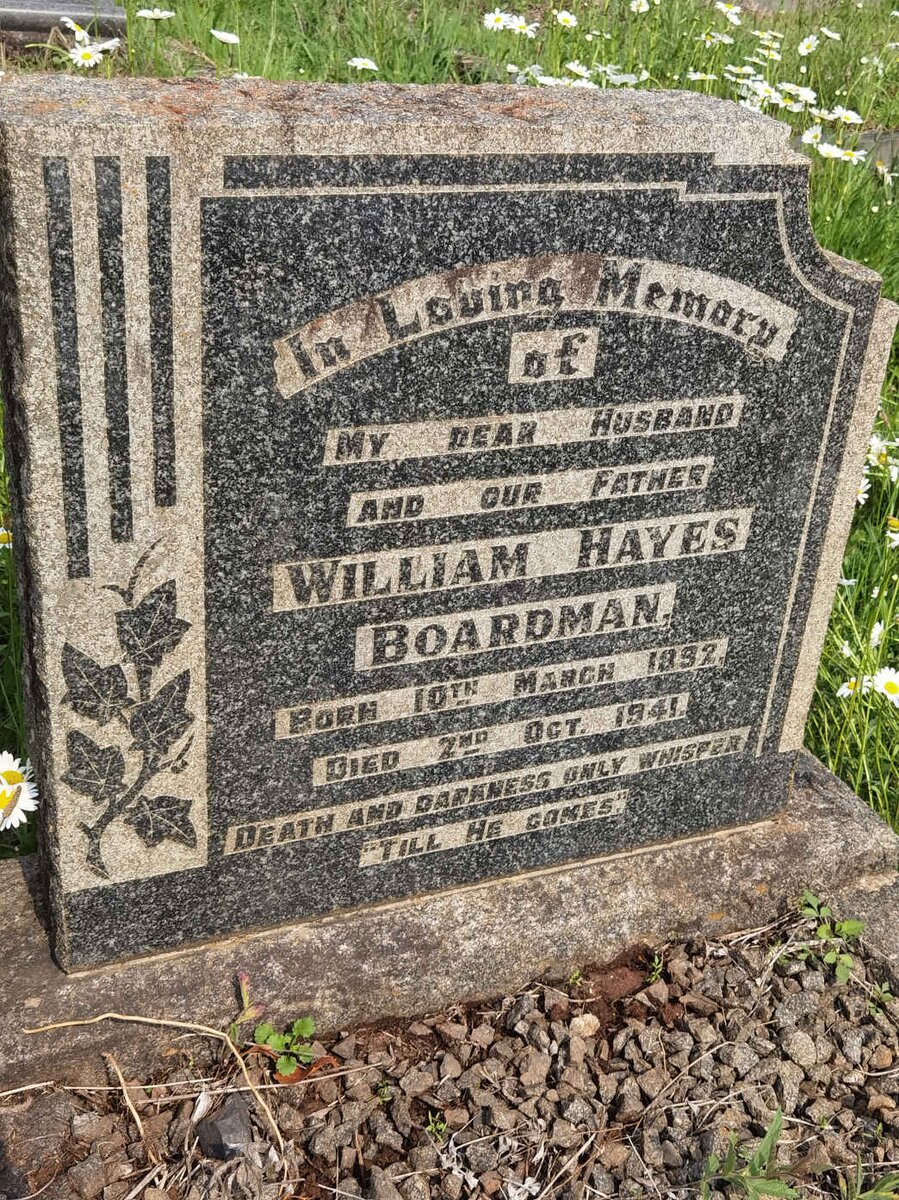 In Loving Memory
of
MY DEAR HUSBAND
AND OUR FATHER
WILLIAM HAYES
BOARDMAN.
BORN 10TH MARCH 1892.
DIED 2ND OCT. 1941.
DEATH AND DARKNESS ONLY WHISPER
"TILL HE COMES"